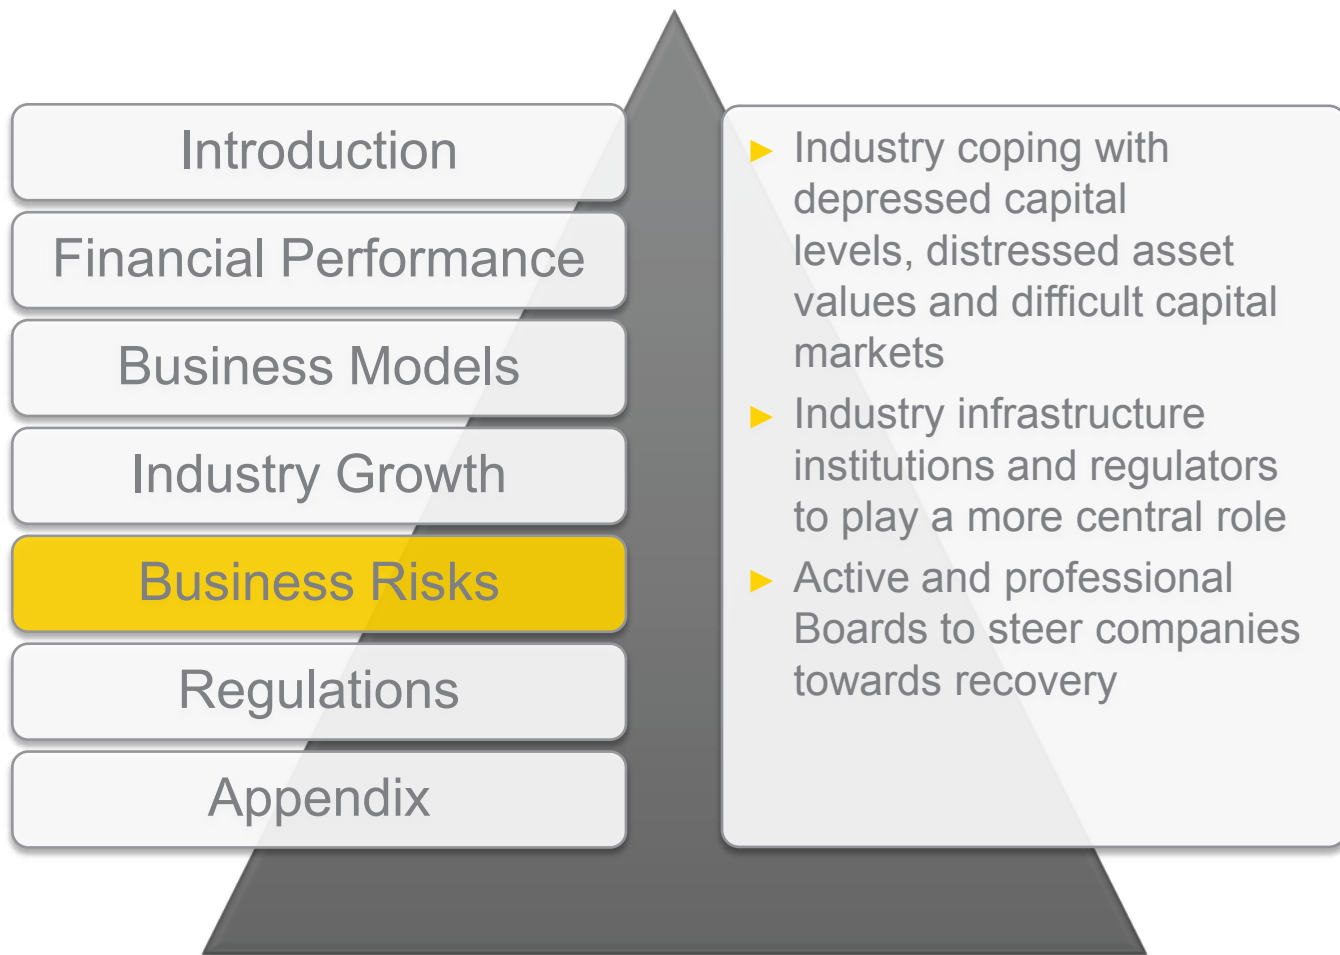 Introduction
Financial Performance
Business Models
Industry Growth
Business Risks
Regulations
Appendix
► Industry coping with
depressed capital
levels, distressed asset
values and difficult capital
markets
► Industry infrastructure
institutions and regulators
to play a more central role
► Active and professional
Boards to steer companies
towards recovery